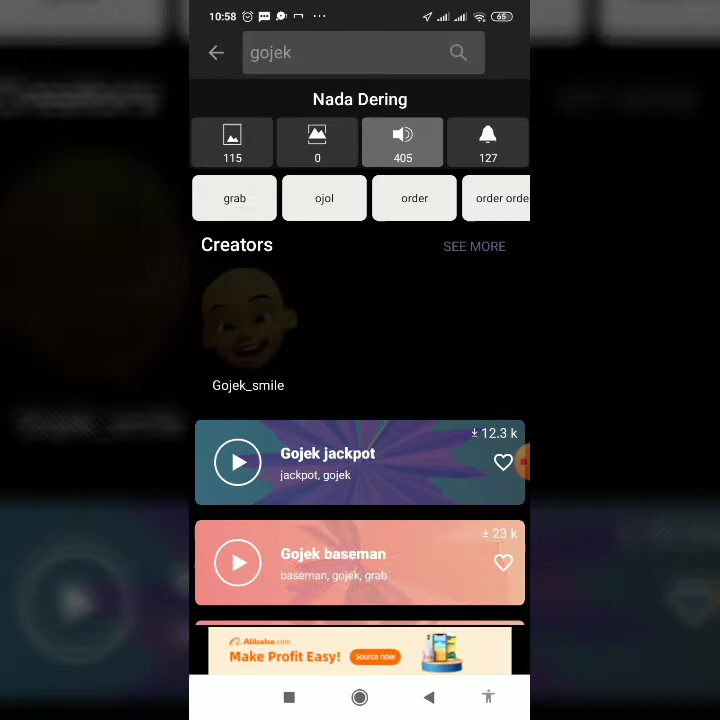 10:58
65
gojek
Nada Dering
115
0
405
127
grab
ojol
order
order orde
Creators
SEE MORE
Gojek_smile
12.3 k
Gojek jackpot
jackpot, gojek
23 k
Gojek baseman
baseman, gojek, grab
Alibaba.com
Make Profit Easy!
Source now